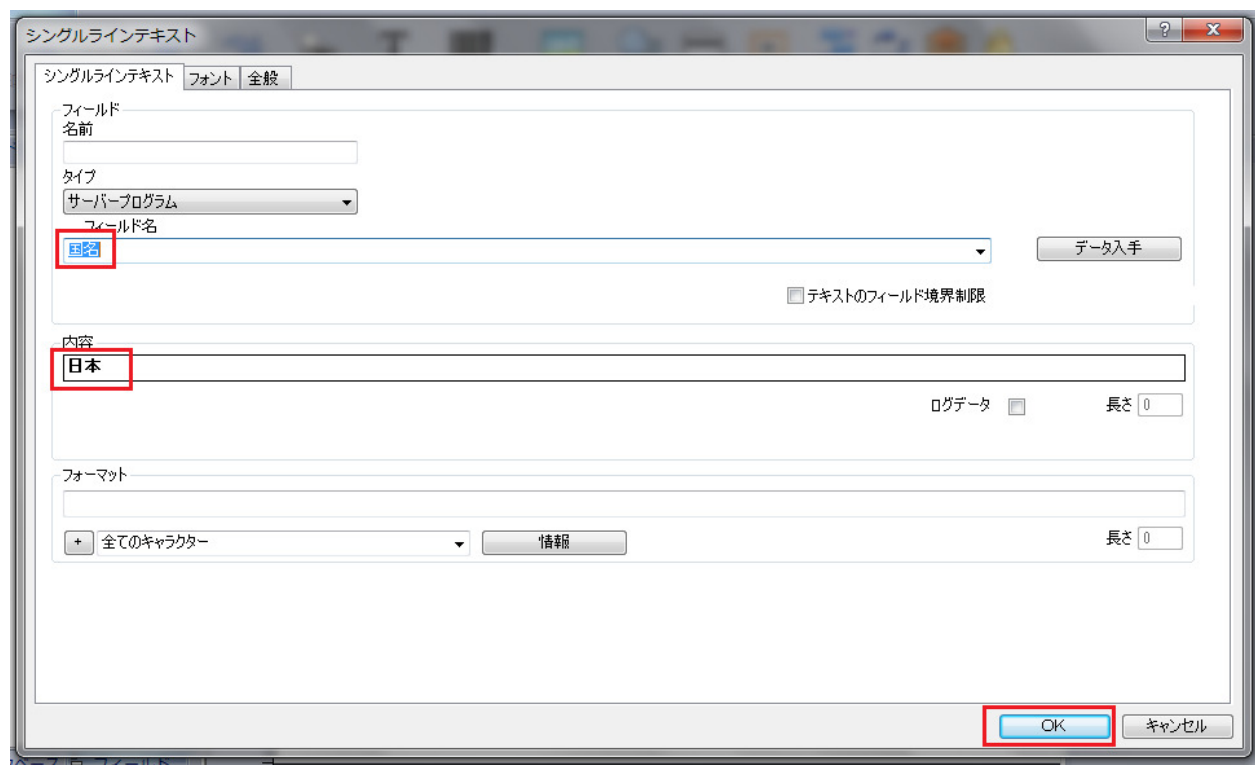 シングルラインテキスト
シングルラインテキスト フォント 全般
フィールド
名前
タイプ
サーバープログラム
フィールド名
国名 データ入手
テキストのフィールド境界制限
内容
日本
ログデータ 長さ 0
フォーマット
+ 全てのキャラクター 情報 長さ 0
OK キャンセル